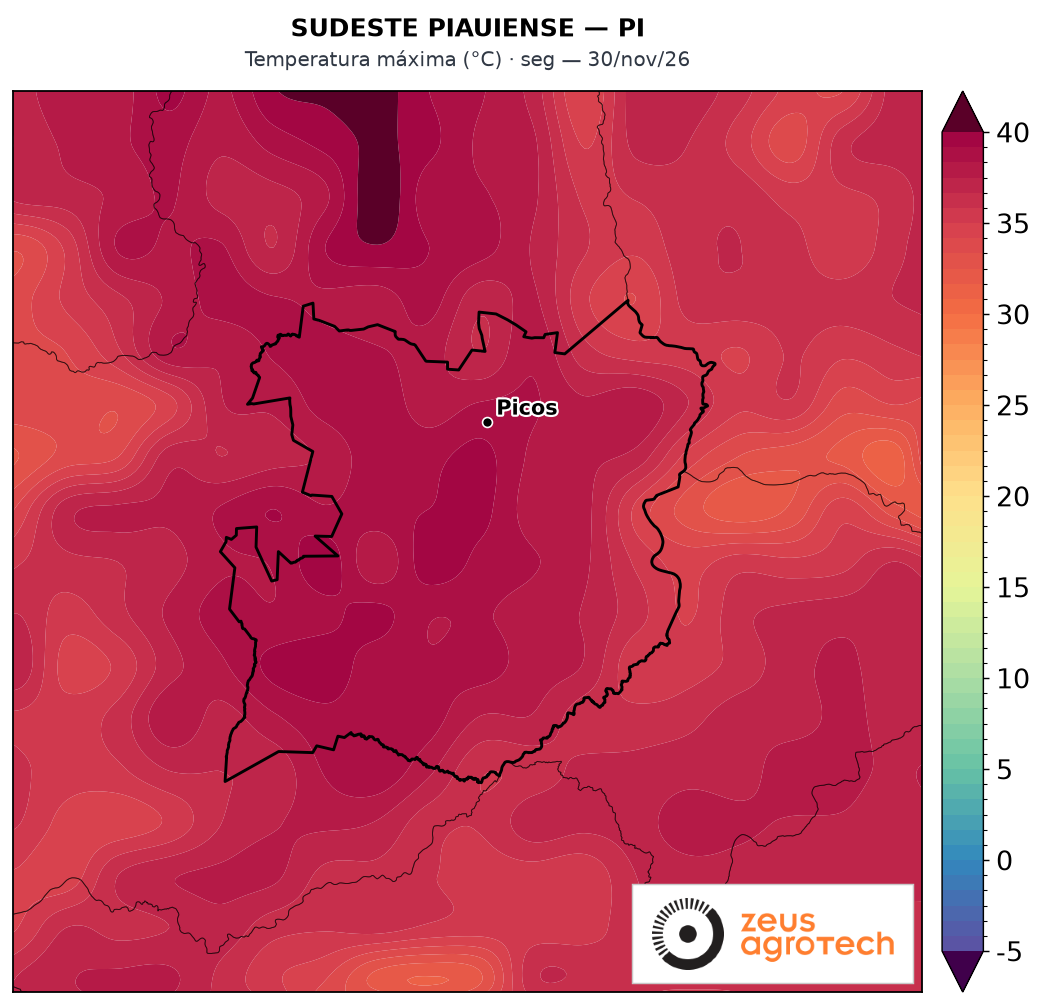 SUDESTE PIAUIENSE — PI
Temperatura máxima (°C) · seg — 30/nov/26
Picos
40
35
30
25
20
15
10
5
0
-5
zeus
agrotech